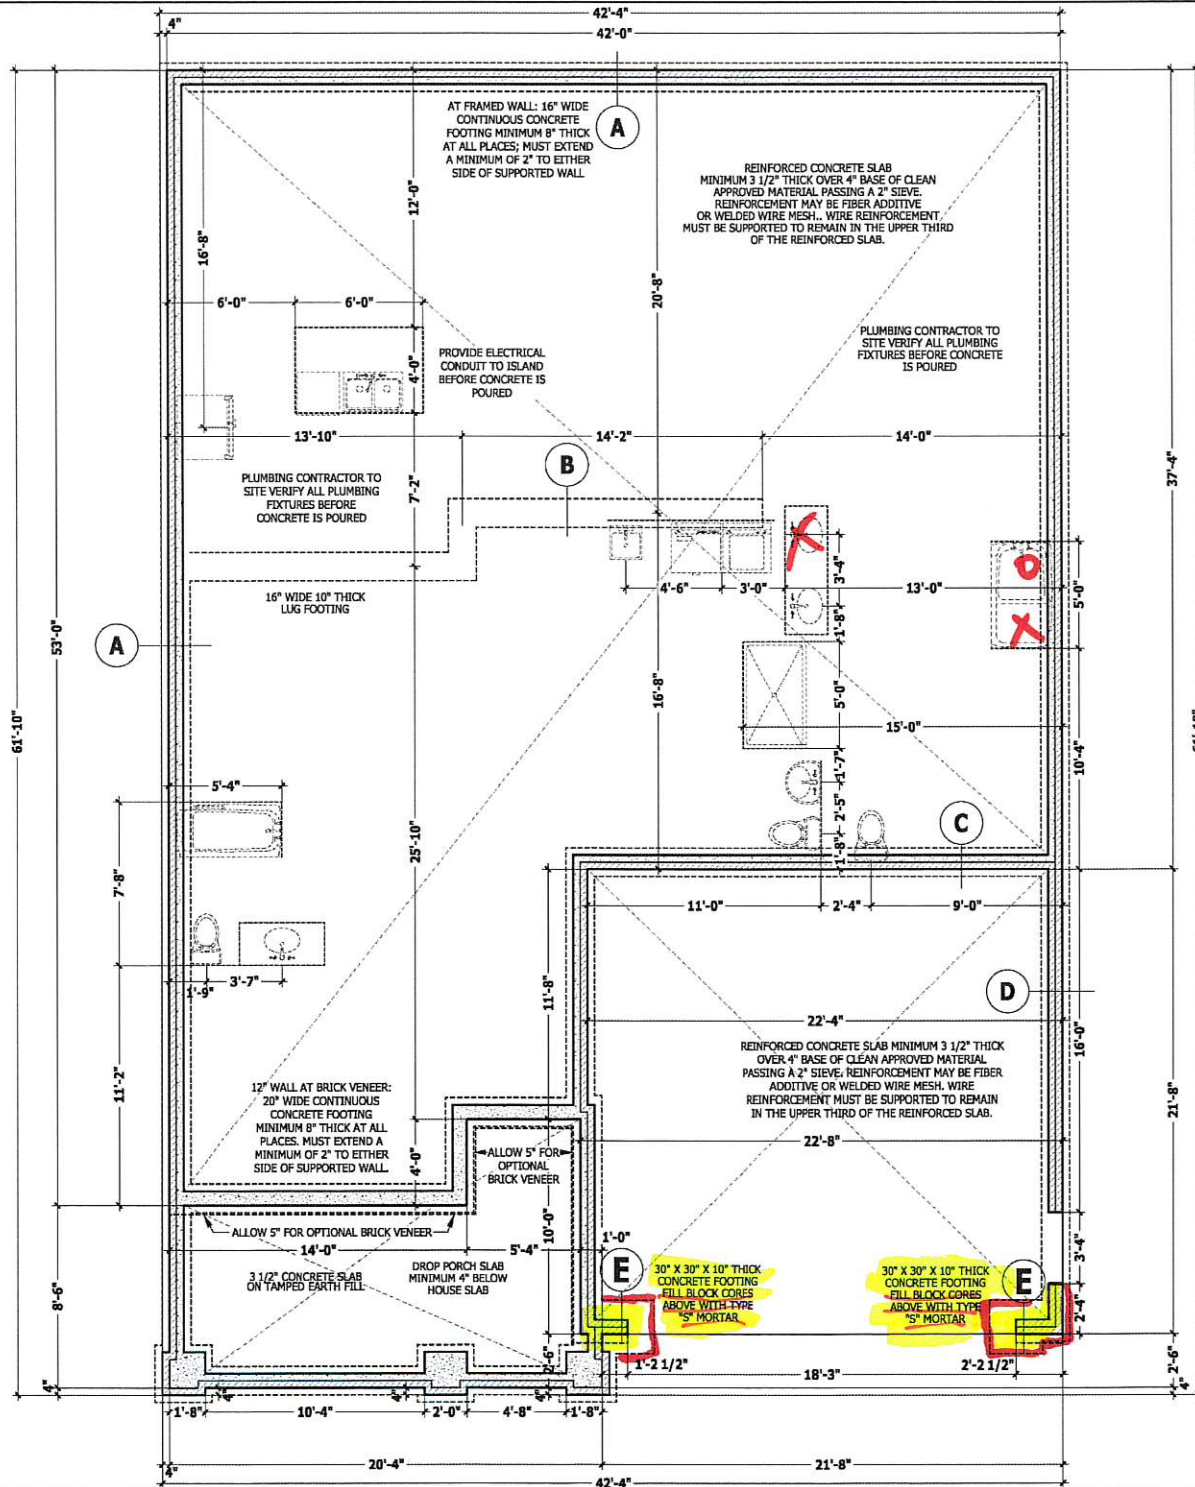 42'-4"
4"
42'-0"
AT FRAMED WALL: 16" WIDE
CONTINUOUS CONCRETE
FOOTING MINIMUM 8" THICK
AT ALL PLACES; MUST EXTEND
A MINIMUM OF 2" TO EITHER
SIDE OF SUPPORTED WALL
A
REINFORCED CONCRETE SLAB
MINIMUM 3 1/2" THICK OVER 4" BASE OF CLEAN
APPROVED MATERIAL PASSING A 2" SIEVE.
REINFORCEMENT MAY BE FIBER ADDITIVE
OR WELDED WIRE MESH.. WIRE REINFORCEMENT
MUST BE SUPPORTED TO REMAIN IN THE UPPER THIRD
OF THE REINFORCED SLAB.
12'-0"
16'-8"
20'-8"
6'-0"
6'-0"
PROVIDE ELECTRICAL
CONDUIT TO ISLAND
BEFORE CONCRETE IS
POURED
4'-0"
PLUMBING CONTRACTOR TO
SITE VERIFY ALL PLUMBING
FIXTURES BEFORE CONCRETE
IS POURED
13'-10"
14'-2"
14'-0"
B
37'-4"
PLUMBING CONTRACTOR TO
SITE VERIFY ALL PLUMBING
FIXTURES BEFORE
CONCRETE IS POURED
7'-2"
16" WIDE 10" THICK
LUG FOOTING
4'-6"
3'-0"
3'-4"
13'-0"
5'-0"
1'-8"
53'-0"
A
16'-8"
5'-0"
15'-0"
61'-10"
10'-4"
5'-4"
1'-7"
2'-5"
C
25'-10"
1'-8"
7'-8"
11'-0"
2'-4"
9'-0"
1'-9"
3'-7"
11'-8"
D
22'-4"
16'-0"
REINFORCED CONCRETE SLAB MINIMUM 3 1/2" THICK
OVER 4" BASE OF CLEAN APPROVED MATERIAL
PASSING A 2" SIEVE. REINFORCEMENT MAY BE FIBER
ADDITIVE OR WELDED WIRE MESH. WIRE
REINFORCEMENT MUST BE SUPPORTED TO REMAIN
IN THE UPPER THIRD OF THE REINFORCED SLAB.
11'-2"
12" WALL AT BRICK VENEER:
20" WIDE CONTINUOUS
CONCRETE FOOTING
MINIMUM 8" THICK AT ALL
PLACES. MUST EXTEND A
MINIMUM OF 2" TO EITHER
SIDE OF SUPPORTED WALL.
21'-8"
22'-8"
ALLOW 5" FOR
OPTIONAL
BRICK VENEER
4'-0"
ALLOW 5" FOR OPTIONAL BRICK VENEER
10'-0"
14'-0"
5'-4"
1'-0"
3'-4"
3 1/2" CONCRETE SLAB
ON TAMPED EARTH FILL
DROP PORCH SLAB
MINIMUM 4" BELOW
HOUSE SLAB
E
30" X 30" X 10" THICK
CONCRETE FOOTING
FILL BLOCK CORES
ABOVE WITH TYPE
"S" MORTAR
30" X 30" X 10" THICK
CONCRETE FOOTING
FILL BLOCK CORES
ABOVE WITH TYPE
"S" MORTAR
E
2'-4"
8'-6"
2'-6"
1'-2 1/2"
18'-3"
2'-2 1/2"
2'-6"
4"
4"
4"
4"
4"
1'-8"
10'-4"
2'-0"
4'-8"
1'-8"
4"
20'-4"
21'-8"
42'-4"